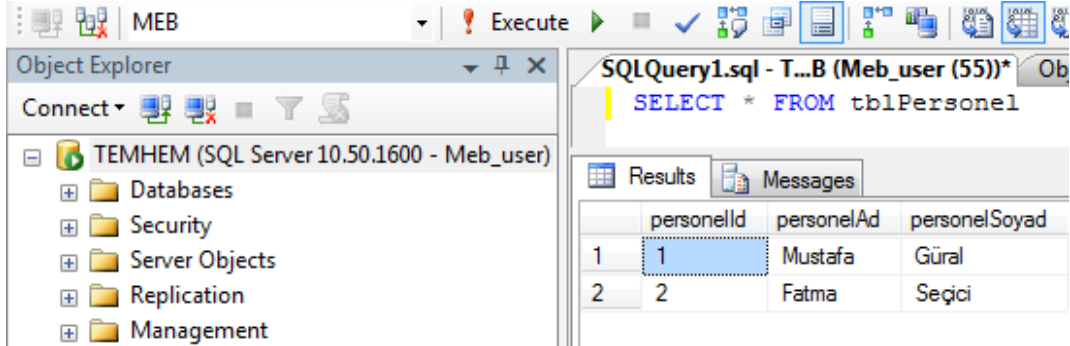 MEB
Execute
Object Explorer
Connect
TEMHEM (SQL Server 10.50.1600 - Meb_user)
Databases
Security
Server Objects
Replication
Management
SQLQuery1.sql - T...B (Meb_user (55))*
Ob
SELECT * FROM tblPersonel
Results
Messages
personelId personelAd personelSoyad
1 1 Mustafa Güral
2 2 Fatma Seçici